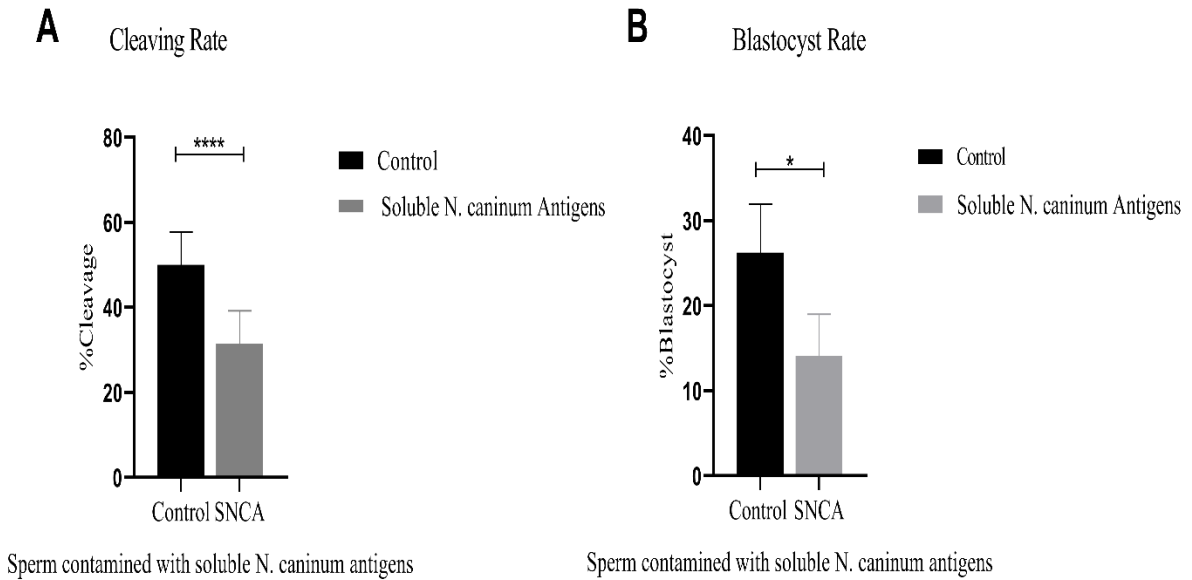 A
Cleaving Rate
80
60
40
20
0
%Cleavage
****
Control
Soluble N. caninum Antigens
Control SNCA
Sperm contamined with soluble N. caninum antigens
B
Blastocyst Rate
40
30
20
10
0
%Blastocyst
*
Control
Soluble N. caninum Antigens
Control SNCA
Sperm contamined with soluble N. caninum antigens